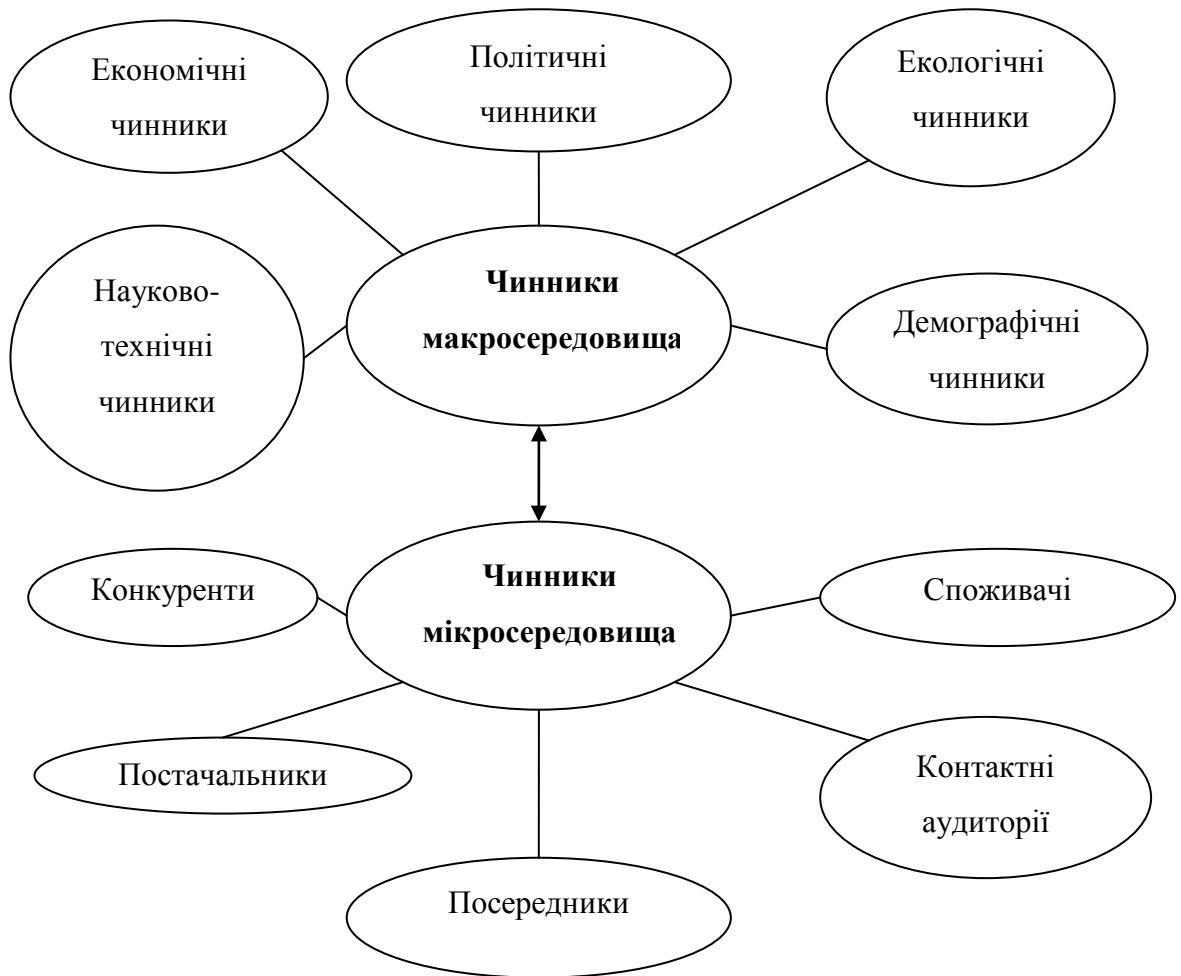 Економічні
чинники
Політичні
чинники
Екологічні
чинники
Науково-
технічні
чинники
Чинники
макросередовища
Демографічні
чинники
Конкуренти
Чинники
мікросередовища
Споживачі
Постачальники
Контактні
аудиторії
Посередники